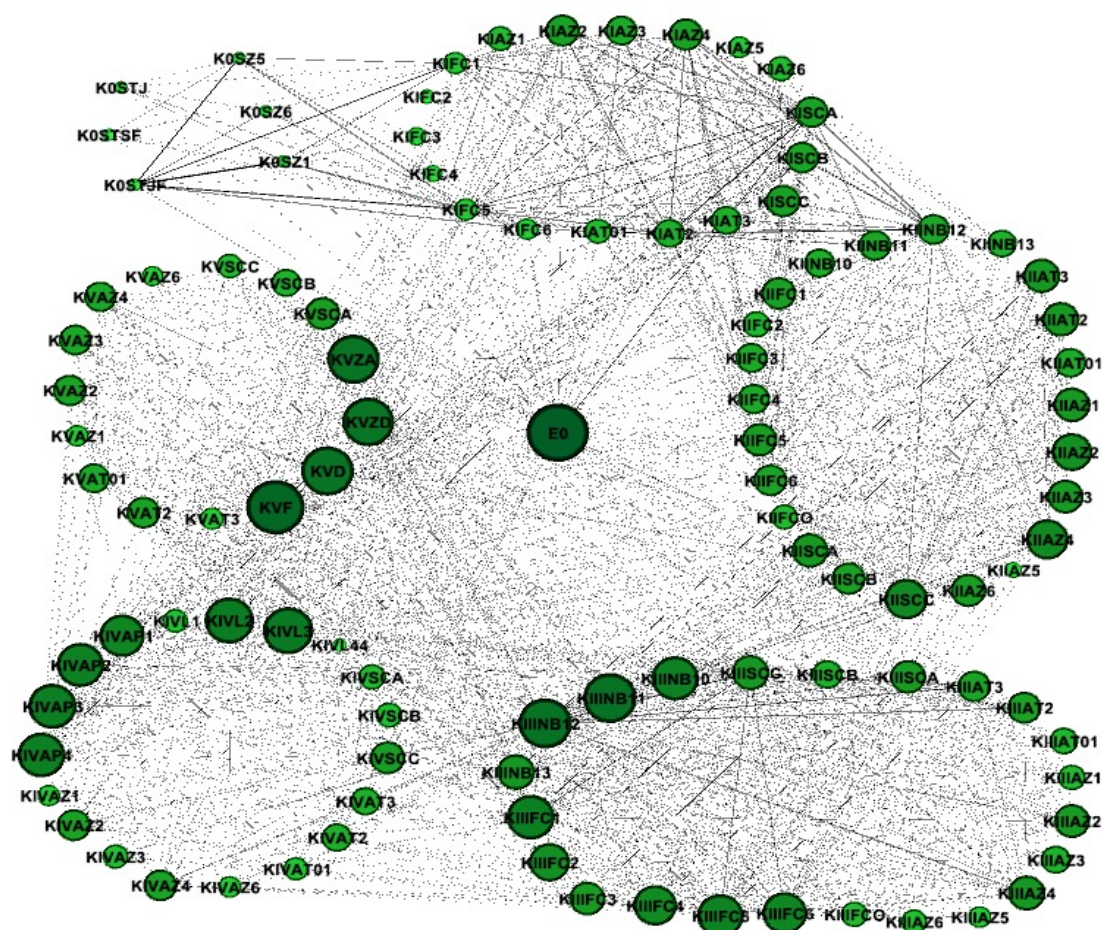 KIAZ2
KIAZ3
KIAZ4
KIAZ1
KIAZ5
K0SZ5
KIFC1
KIAZ6
K0STJ
KIFC2
K0SZ6
KISCA
K0STSF
KIFC3
KISCB
K0SZ1
KIFC4
K0STJF
KISCC
KIFC5
KIFC6
KIAT01
KIAT2
KIAT3
KIINB12
KIINB11
KIINB13
KIINB10
KIIAT3
KIIFC1
KIIAT2
KIIFC2
KIIFC3
KIIAT01
KIIFC4
KIIAZ1
KIIFC5
KIIAZ2
KIIFC6
KIIAZ3
KIIFCO
KIIAZ4
KIISCA
KIISCB
KIIAZ5
KIISCC
KIIAZ6
KVSCC
KVAZ6
KVSCB
KVAZ4
KVSCA
KVAZ3
KVZA
KVAZ2
KVZD
E0
KVAZ1
KVD
KVAT01
KVF
KVAT2
KVAT3
KIVL1
KIVL2
KIVL3
KIVAP1
KIVL44
KIVAP2
KIVSCA
KIVAP3
KIVSCB
KIVAP4
KIVSCC
KIVAZ1
KIVAT3
KIVAZ2
KIVAT2
KIVAZ3
KIVAT01
KIVAZ4
KIVAZ6
KIIINB10
KIIISCC
KIIISCB
KIIISCA
KIIIAT3
KIIINB11
KIIIAT2
KIIINB12
KIIIAT01
KIIINB13
KIIIAZ1
KIIIFC1
KIIIAZ2
KIIIFC2
KIIIAZ3
KIIIFC3
KIIIAZ4
KIIIFC4
KIIIFC5
KIIIFC6
KIIIFCO
KIIIAZ6
KIIIAZ5